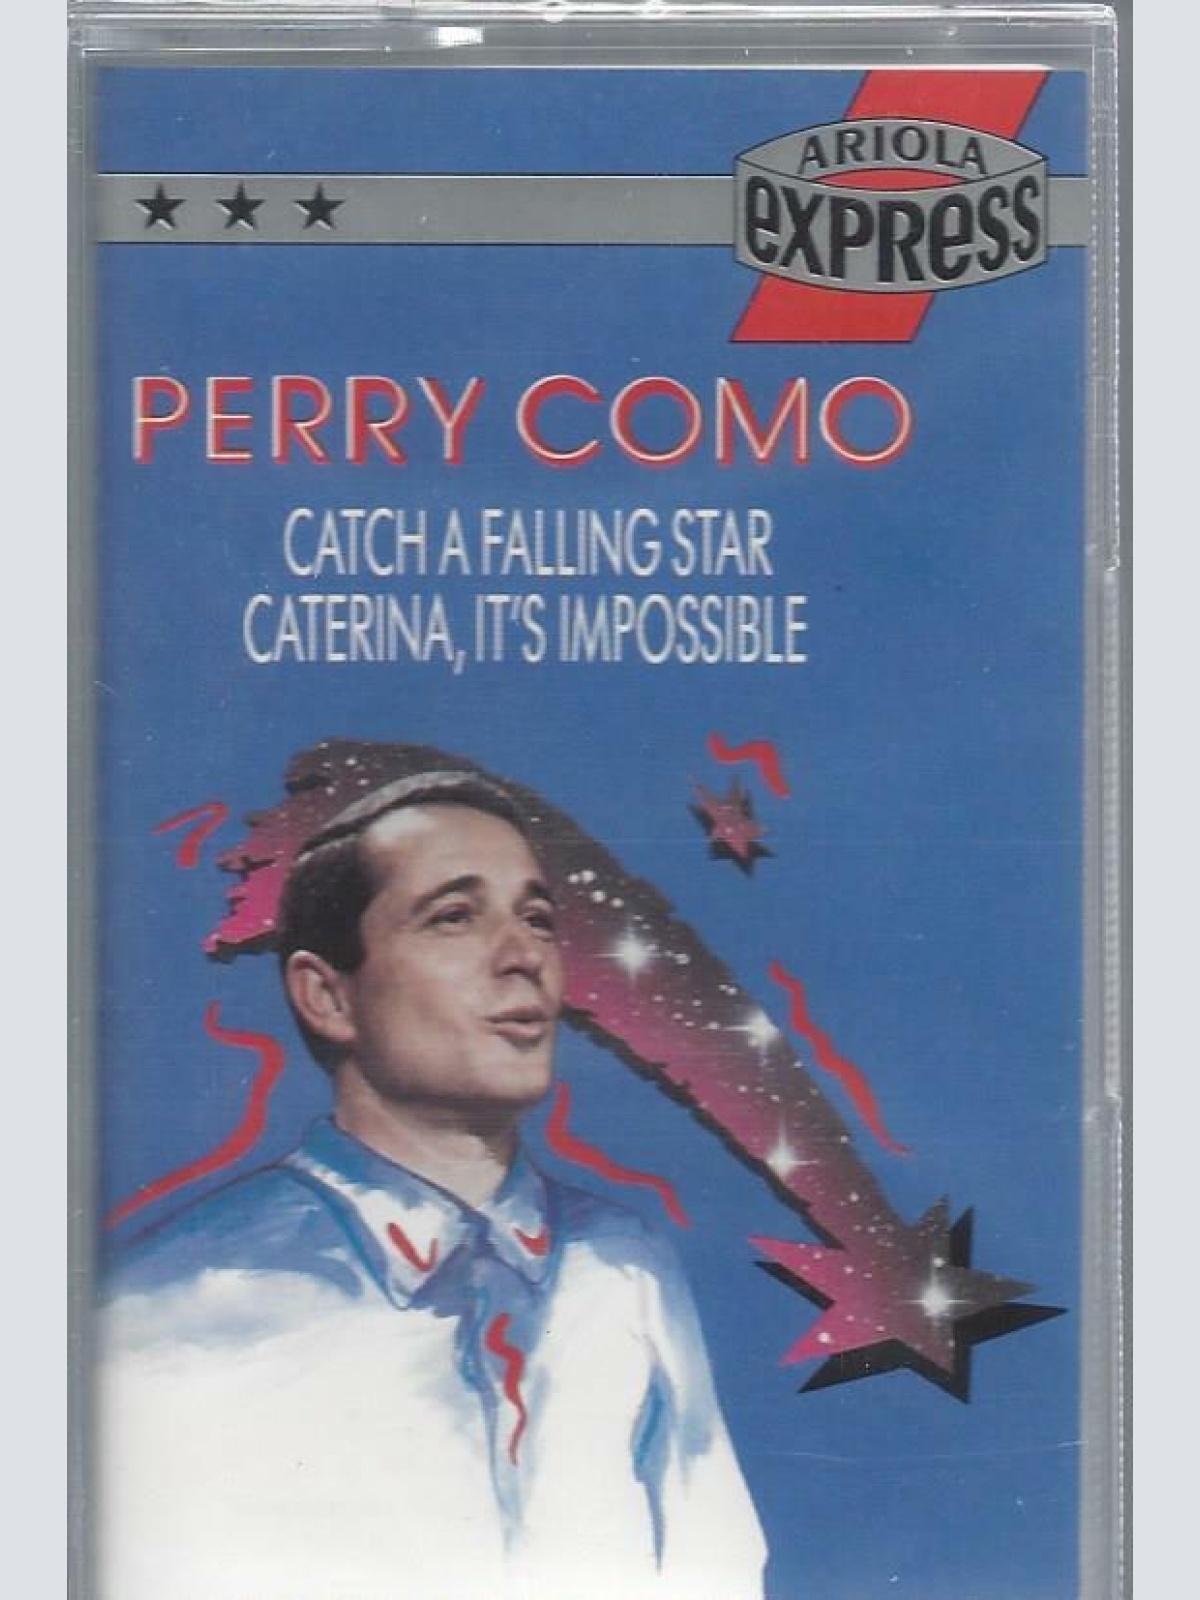 ARIOLA
EXPRESS
PERRY COMO
CATCH A FALLING STAR
CATERINA, IT'S IMPOSSIBLE